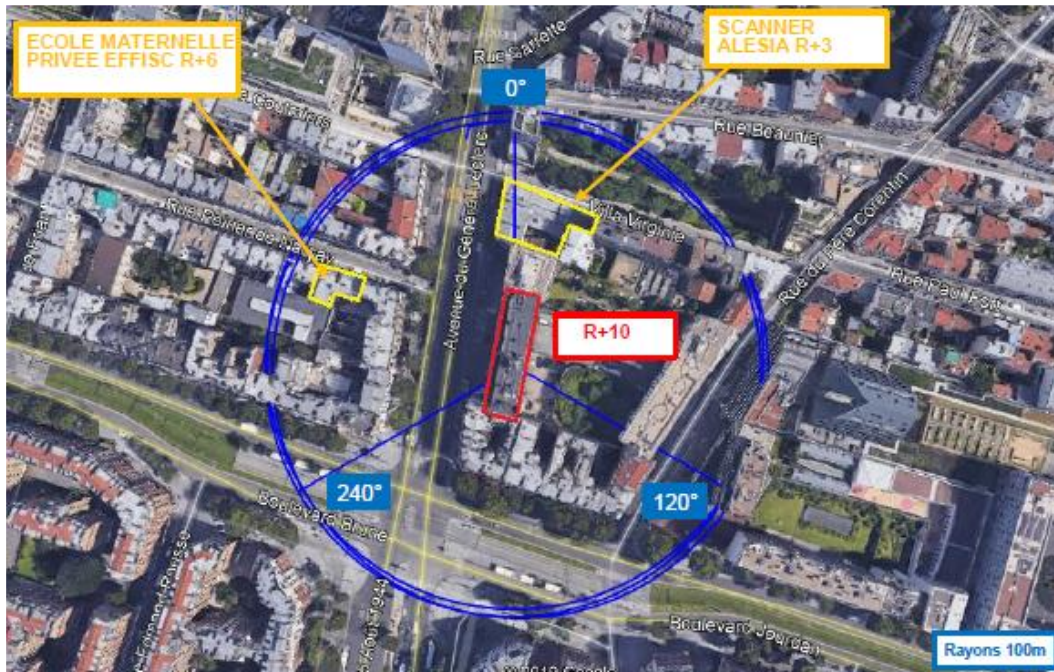 ECOLE MATERNELLE
PRIVEE EFFISC R+6
SCANNER
ALESIA R+3
Rue Sarrette
0°
Rue Beaunier
Villa Virginie
Avenue du Général Leclerc
Rue du Père Corentin
Rue Paul Fort
R+10
240°
120°
Boulevard Brune
Boulevard Jourdan
Rayons 100m